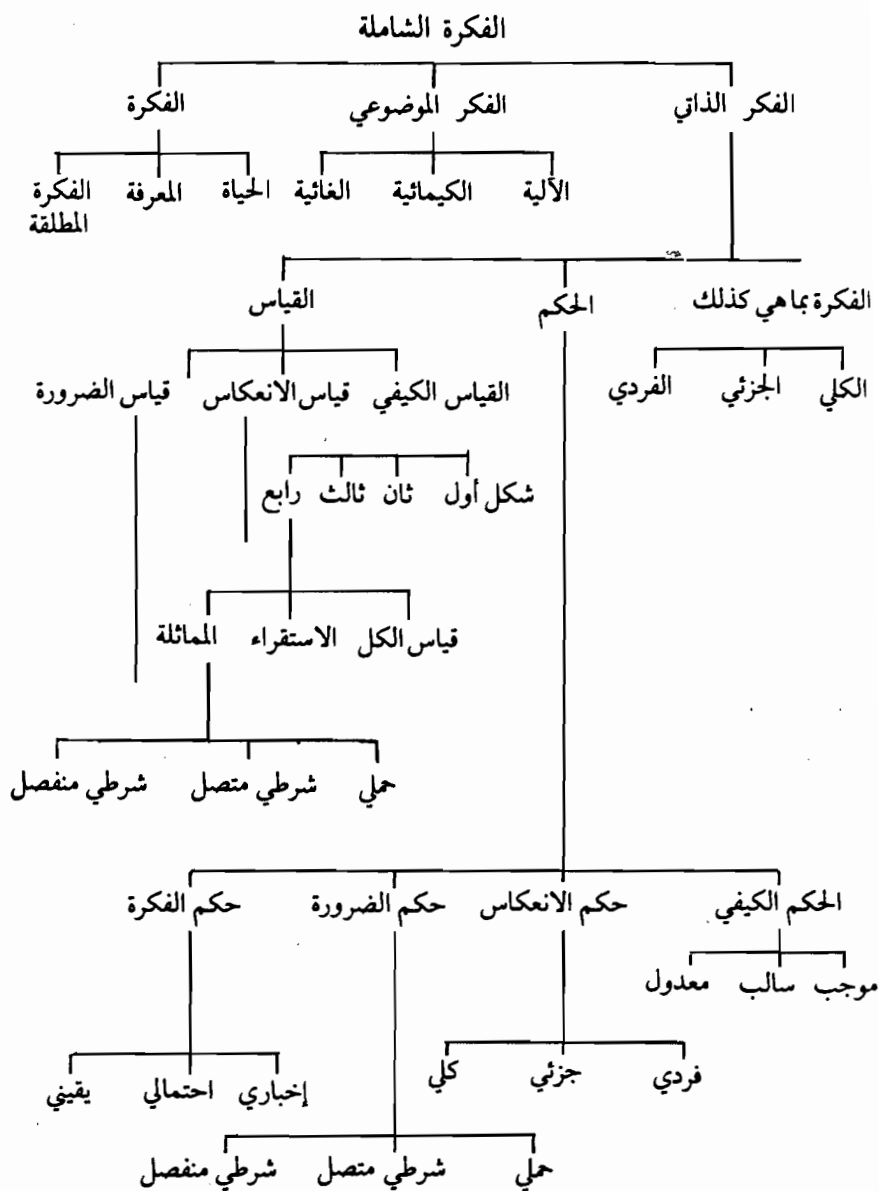 الفكرة الشاملة
الفكر الذاتي الفكر الموضوعي الفكرة
الآلية الكيمائية الغائية الحياة المعرفة الفكرة
المطلقة
الفكرة بما هي كذلك الحكم القياس
الكلي الجزئي الفردي
القياس الكيفي قياس الانعكاس قياس الضرورة
شكل أول ثان ثالث رابع
قياس الكل الاستقراء المماثلة
حملي شرطي متصل شرطي منفصل
الحكم الكيفي حكم الانعكاس حكم الضرورة حكم الفكرة
موجب سالب معدول
فردي جزئي كلي
إخباري احتمالي يقيني
حملي شرطي متصل شرطي منفصل